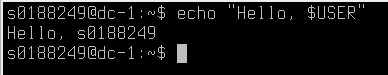 s0188249@dc-1:~$ echo "Hello, $USER"
Hello, s0188249
s0188249@dc-1:~$